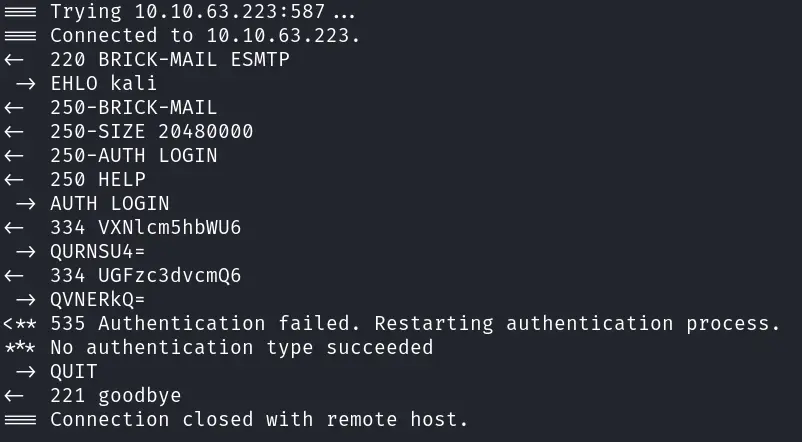 === Trying 10.10.63.223:587 ...
=== Connected to 10.10.63.223.
<-  220 BRICK-MAIL ESMTP
 -> EHLO kali
<-  250-BRICK-MAIL
<-  250-SIZE 20480000
<-  250-AUTH LOGIN
<-  250 HELP
 -> AUTH LOGIN
<-  334 VXNlcm5hbWU6
 -> QURNSU4=
<-  334 UGFzc3dvcmQ6
 -> QVNERkQ=
<** 535 Authentication failed. Restarting authentication process.
*** No authentication type succeeded
 -> QUIT
<-  221 goodbye
=== Connection closed with remote host.